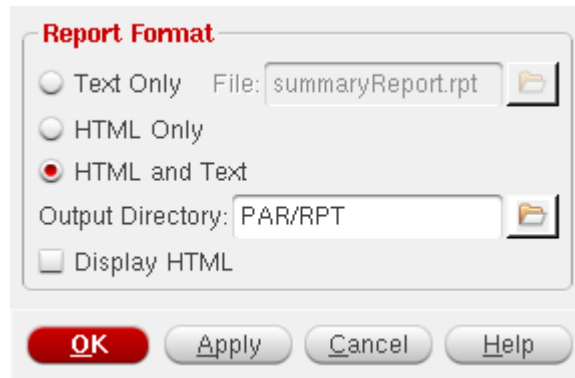 Report Format
Text Only File: summaryReport.rpt
HTML Only
HTML and Text
Output Directory: PAR/RPT
Display HTML
OK Apply Cancel Help